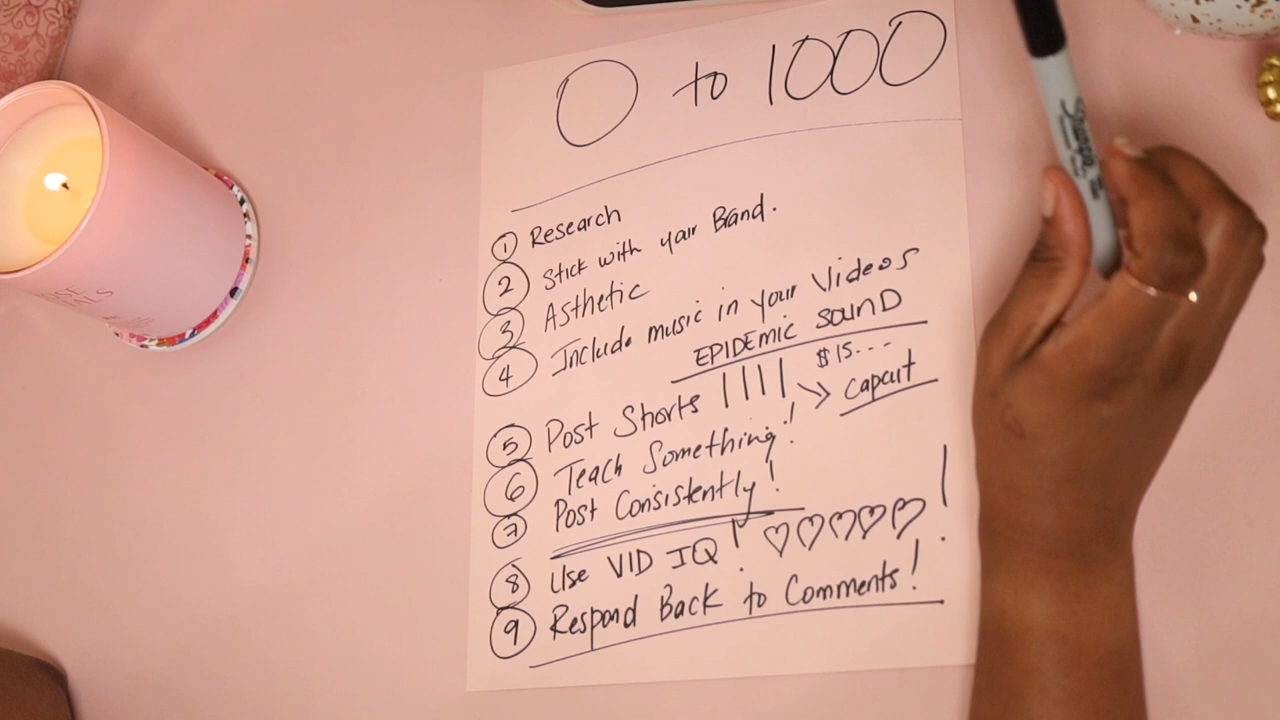 0 to 1000
1 Research
2 Stick with your Brand.
3 Asthetic
4 Include music in your Videos
EPIDEMIC SOUND
$15...
5 Post Shorts | | | | → capcut
6 Teach Something!
7 Post Consistently!
8 Use VID IQ! ♡♡♡♡♡!
9 Respond Back to Comments!
Sharpie